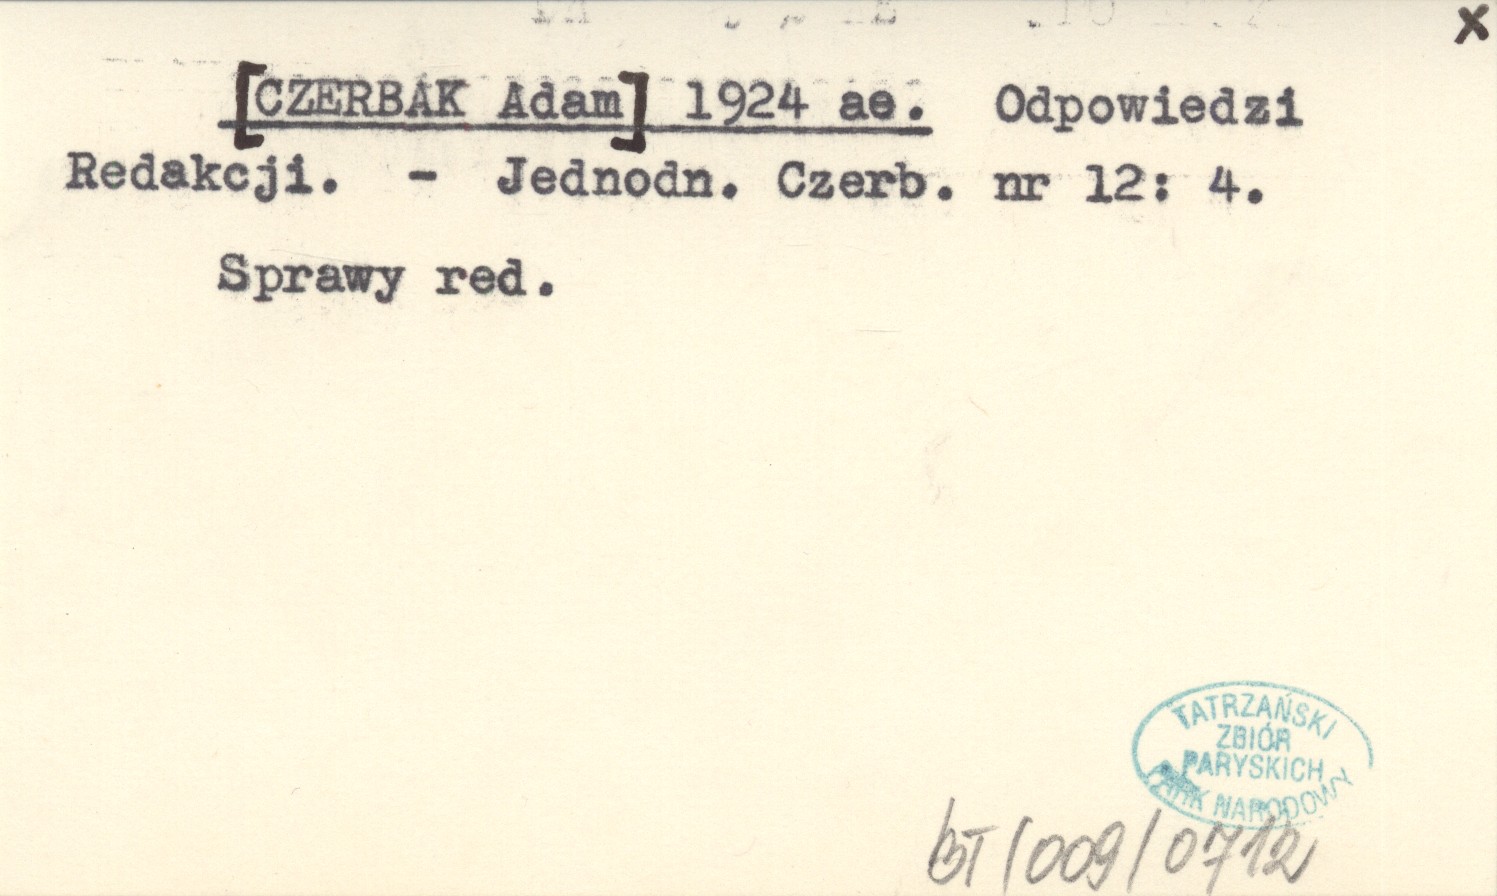 x
[CZERBAK Adam] 1924 ae. Odpowiedzi
Redakcji. - Jednodn. Czerb. nr 12: 4.
Sprawy red.
TATRZAŃSKI
ZBIÓR
PARYSKICH
PARK NARODOWY
BT/009/0712